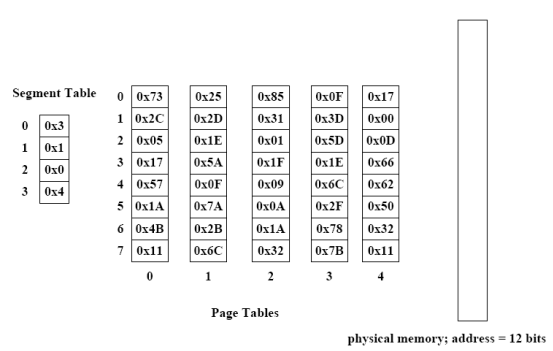 Segment Table
0 0x3
1 0x1
2 0x0
3 0x4
0 0x73 0x25 0x85 0x0F 0x17
1 0x2C 0x2D 0x31 0x3D 0x00
2 0x05 0x1E 0x01 0x5D 0x0D
3 0x17 0x5A 0x1F 0x1E 0x66
4 0x57 0x0F 0x09 0x6C 0x62
5 0x1A 0x7A 0x0A 0x2F 0x50
6 0x4B 0x2B 0x1A 0x78 0x32
7 0x11 0x6C 0x32 0x7B 0x11
0 1 2 3 4
Page Tables
physical memory; address = 12 bits